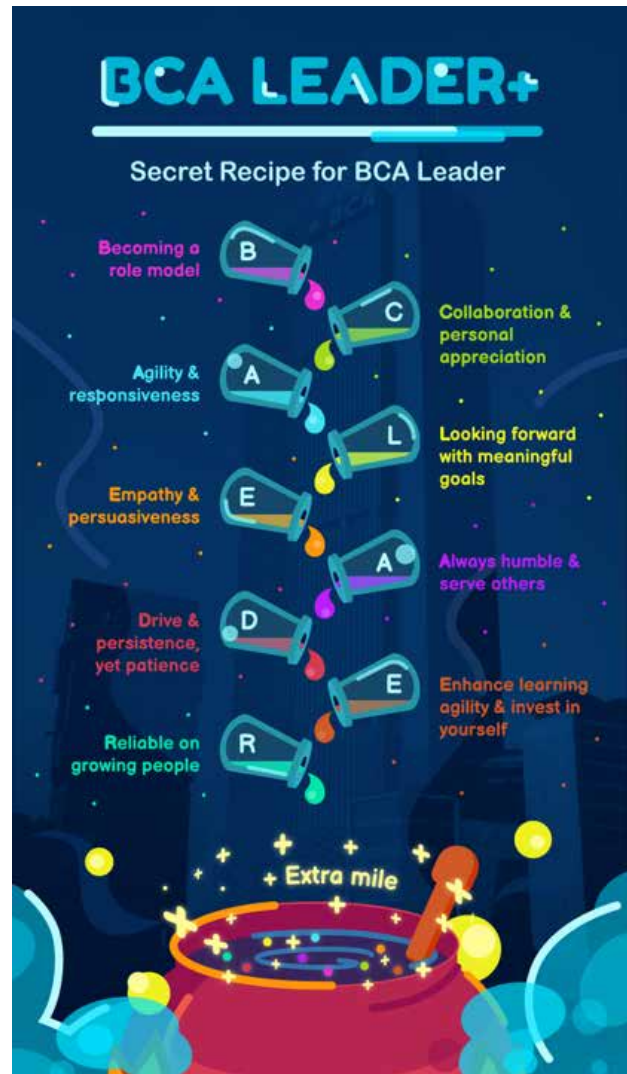 BCA LEADER+
Secret Recipe for BCA Leader
Becoming a
role model
B
C
Collaboration &
personal
appreciation
Agility &
responsiveness
A
L
Looking forward
with meaningful
goals
Empathy &
persuasiveness
E
A
Always humble &
serve others
Drive &
persistence,
yet patience
D
E
Enhance learning
agility & invest in
yourself
Reliable on
growing people
R
+ Extra mile
BCA